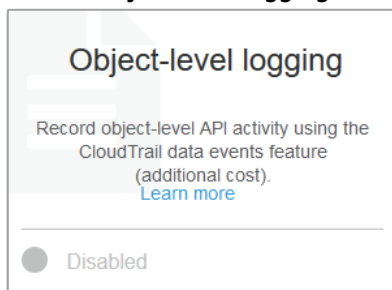 Object-level logging
Record object-level API activity using the
CloudTrail data events feature
(additional cost).
Learn more
Disabled